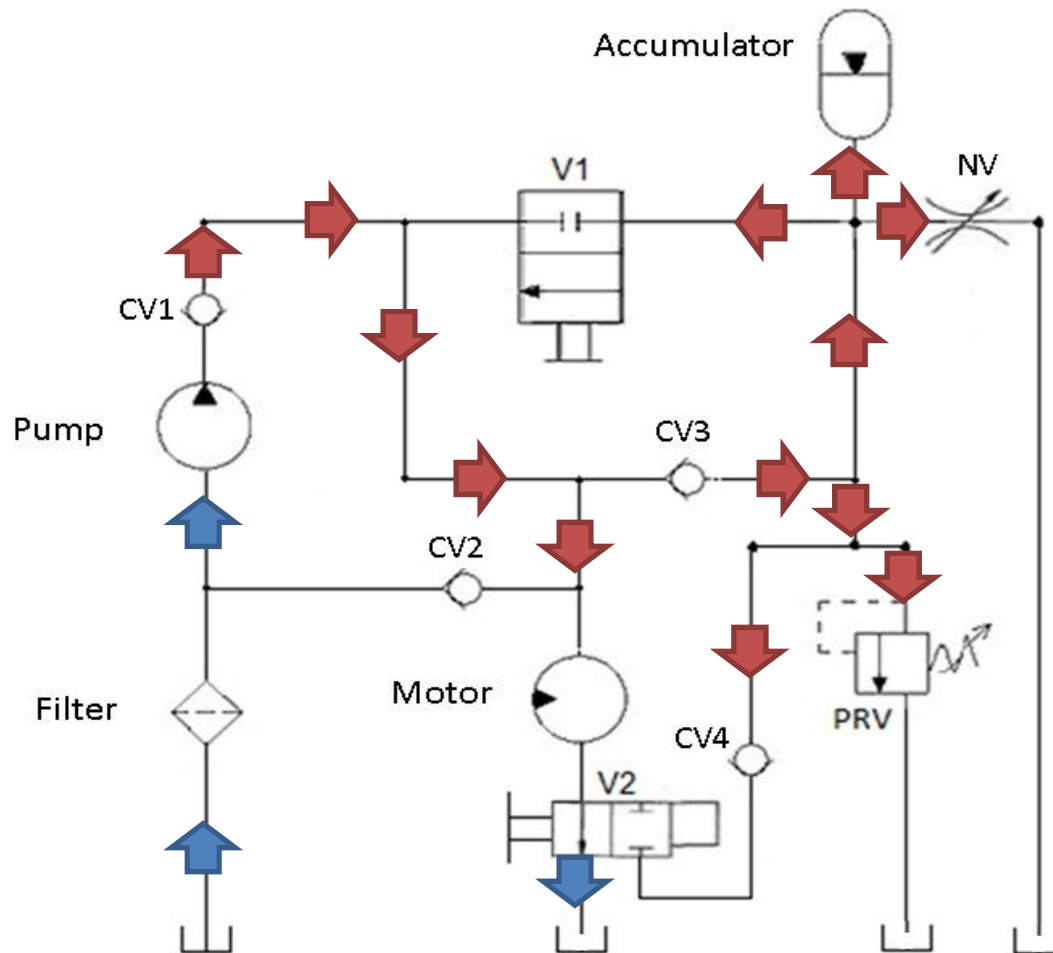 Accumulator
V1
NV
CV1
Pump
CV3
CV2
Filter
Motor
PRV
CV4
V2